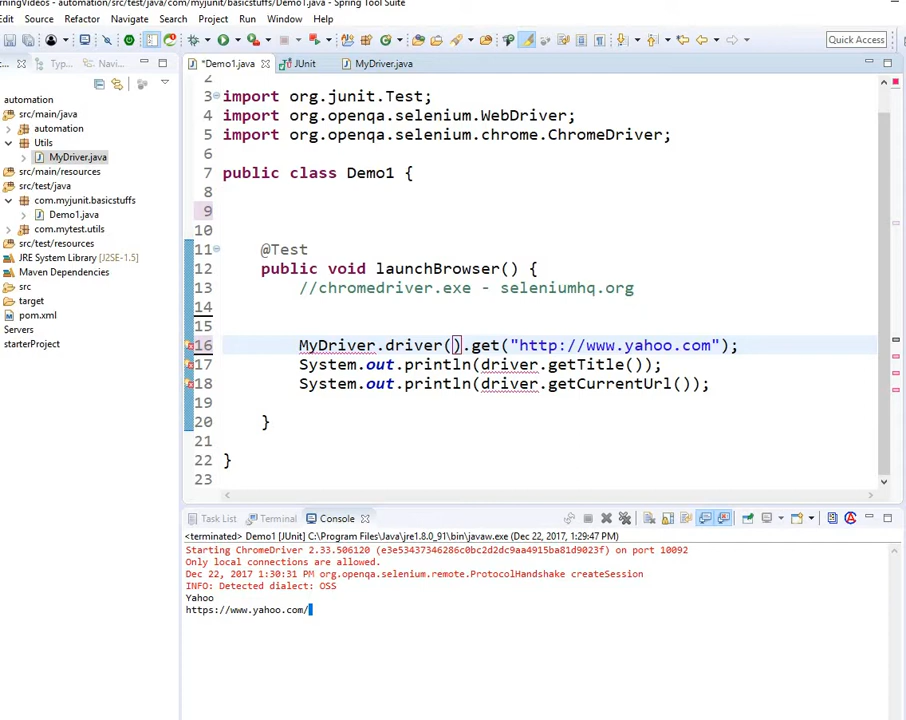 rningVideos - automation/src/test/java/com/myjunit/basicstuffs/Demo1.java - Spring Tool Suite
Edit Source Refactor Navigate Search Project Run Window Help
Quick Access
Typ... Navi...
*Demo1.java JUnit MyDriver.java
automation
src/main/java
automation
Utils
MyDriver.java
src/main/resources
src/test/java
com.myjunit.basicstuffs
Demo1.java
com.mytest.utils
src/test/resources
JRE System Library [J2SE-1.5]
Maven Dependencies
src
target
pom.xml
Servers
starterProject
2
3 import org.junit.Test;
4 import org.openqa.selenium.WebDriver;
5 import org.openqa.selenium.chrome.ChromeDriver;
6
7 public class Demo1 {
8
9
10
11 @Test
12 public void launchBrowser() {
13 //chromedriver.exe - seleniumhq.org
14
15
16 MyDriver.driver().get("http://www.yahoo.com");
17 System.out.println(driver.getTitle());
18 System.out.println(driver.getCurrentUrl());
19
20 }
21
22 }
23
Task List Terminal Console
<terminated> Demo1 [JUnit] C:\Program Files\Java\jre1.8.0_91\bin\javaw.exe (Dec 22, 2017 1:29:47 PM)
Starting ChromeDriver 2.33.506120 (e3e53437346286c0bc2d2dc9aa4915ba81d9023f) on port 10092
Only local connections are allowed.
Dec 22, 2017 1:30:31 PM org.openqa.selenium.remote.ProtocolHandshake createSession
INFO: Detected dialect: OSS
Yahoo
https://www.yahoo.com/